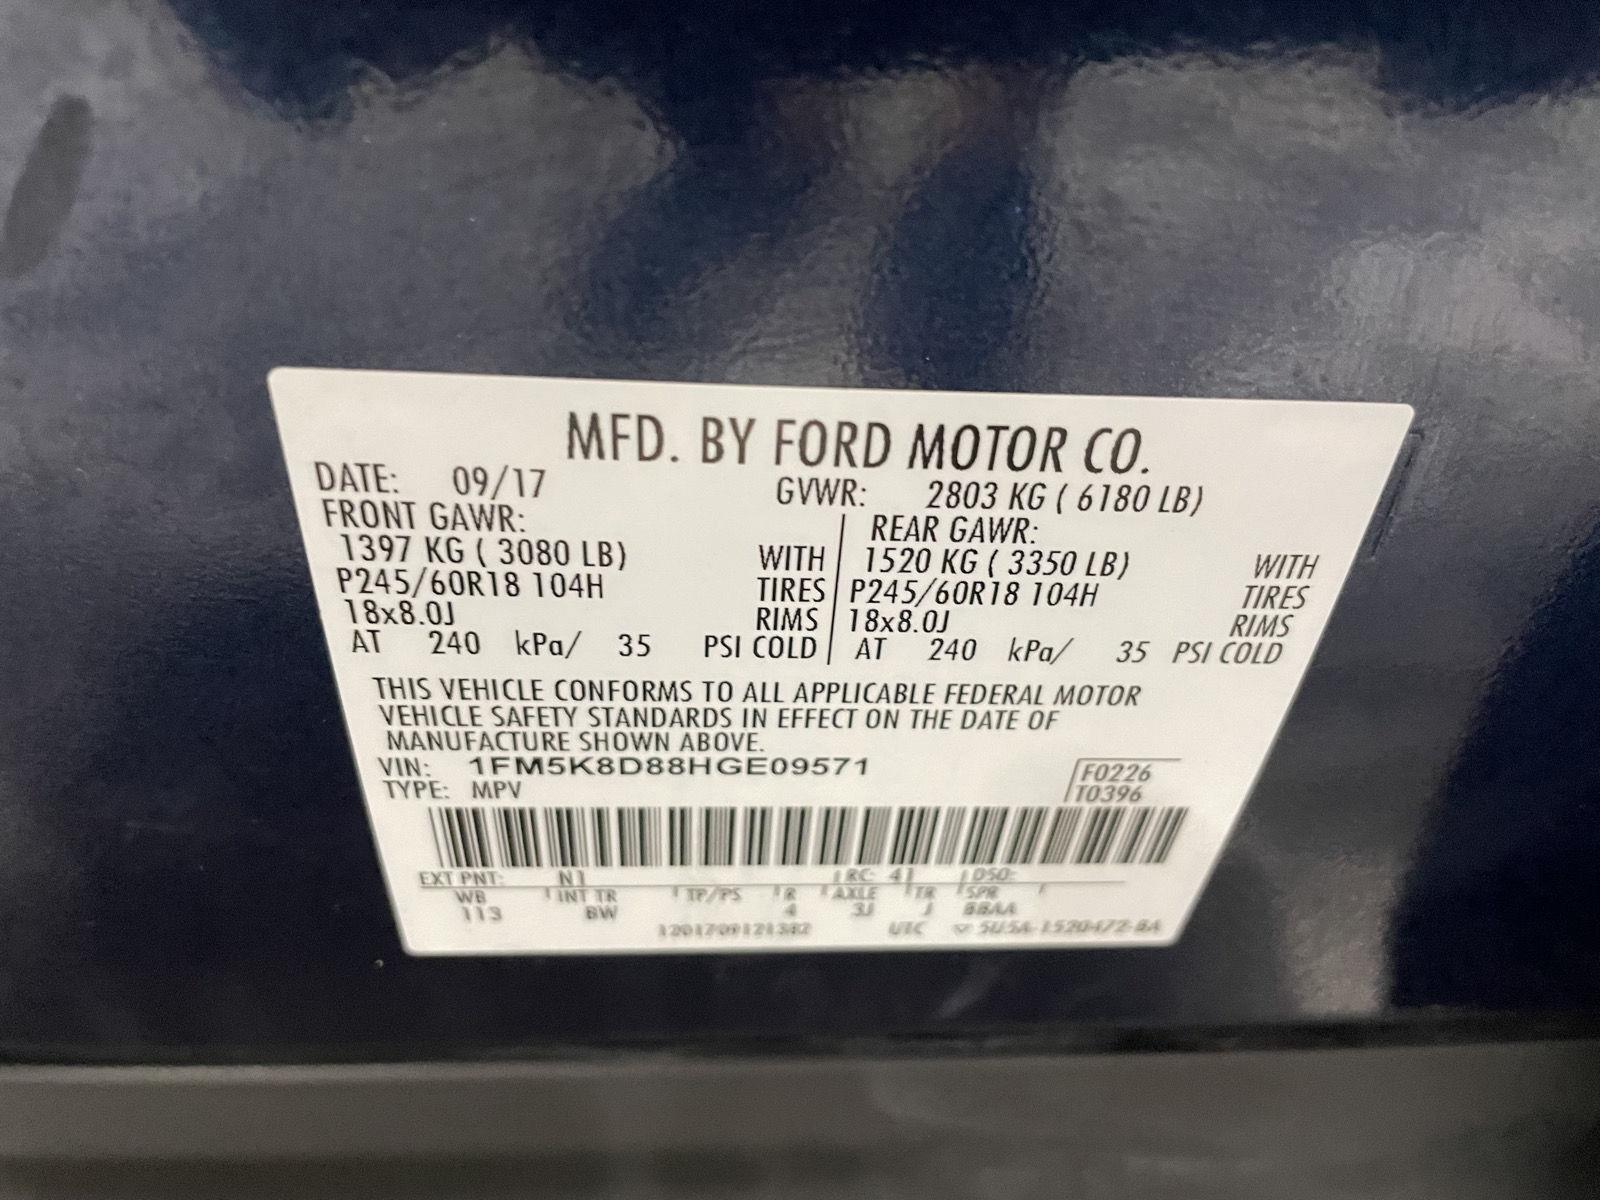 MFD. BY FORD MOTOR CO.
DATE: 09/17 GVWR: 2803 KG ( 6180 LB)
FRONT GAWR: REAR GAWR:
1397 KG ( 3080 LB) WITH 1520 KG ( 3350 LB) WITH
P245/60R18 104H TIRES P245/60R18 104H TIRES
18x8.0J RIMS 18x8.0J RIMS
AT 240 kPa/ 35 PSI COLD AT 240 kPa/ 35 PSI COLD
THIS VEHICLE CONFORMS TO ALL APPLICABLE FEDERAL MOTOR
VEHICLE SAFETY STANDARDS IN EFFECT ON THE DATE OF
MANUFACTURE SHOWN ABOVE.
VIN: 1FM5K8D88HGE09571 F0226
TYPE: MPV T0396
EXT PNT: N1 RC: 41 DSO:
WB INT TR TP/PS R AXLE TR SPR
113 BW 4 3J J BBAA
UTC